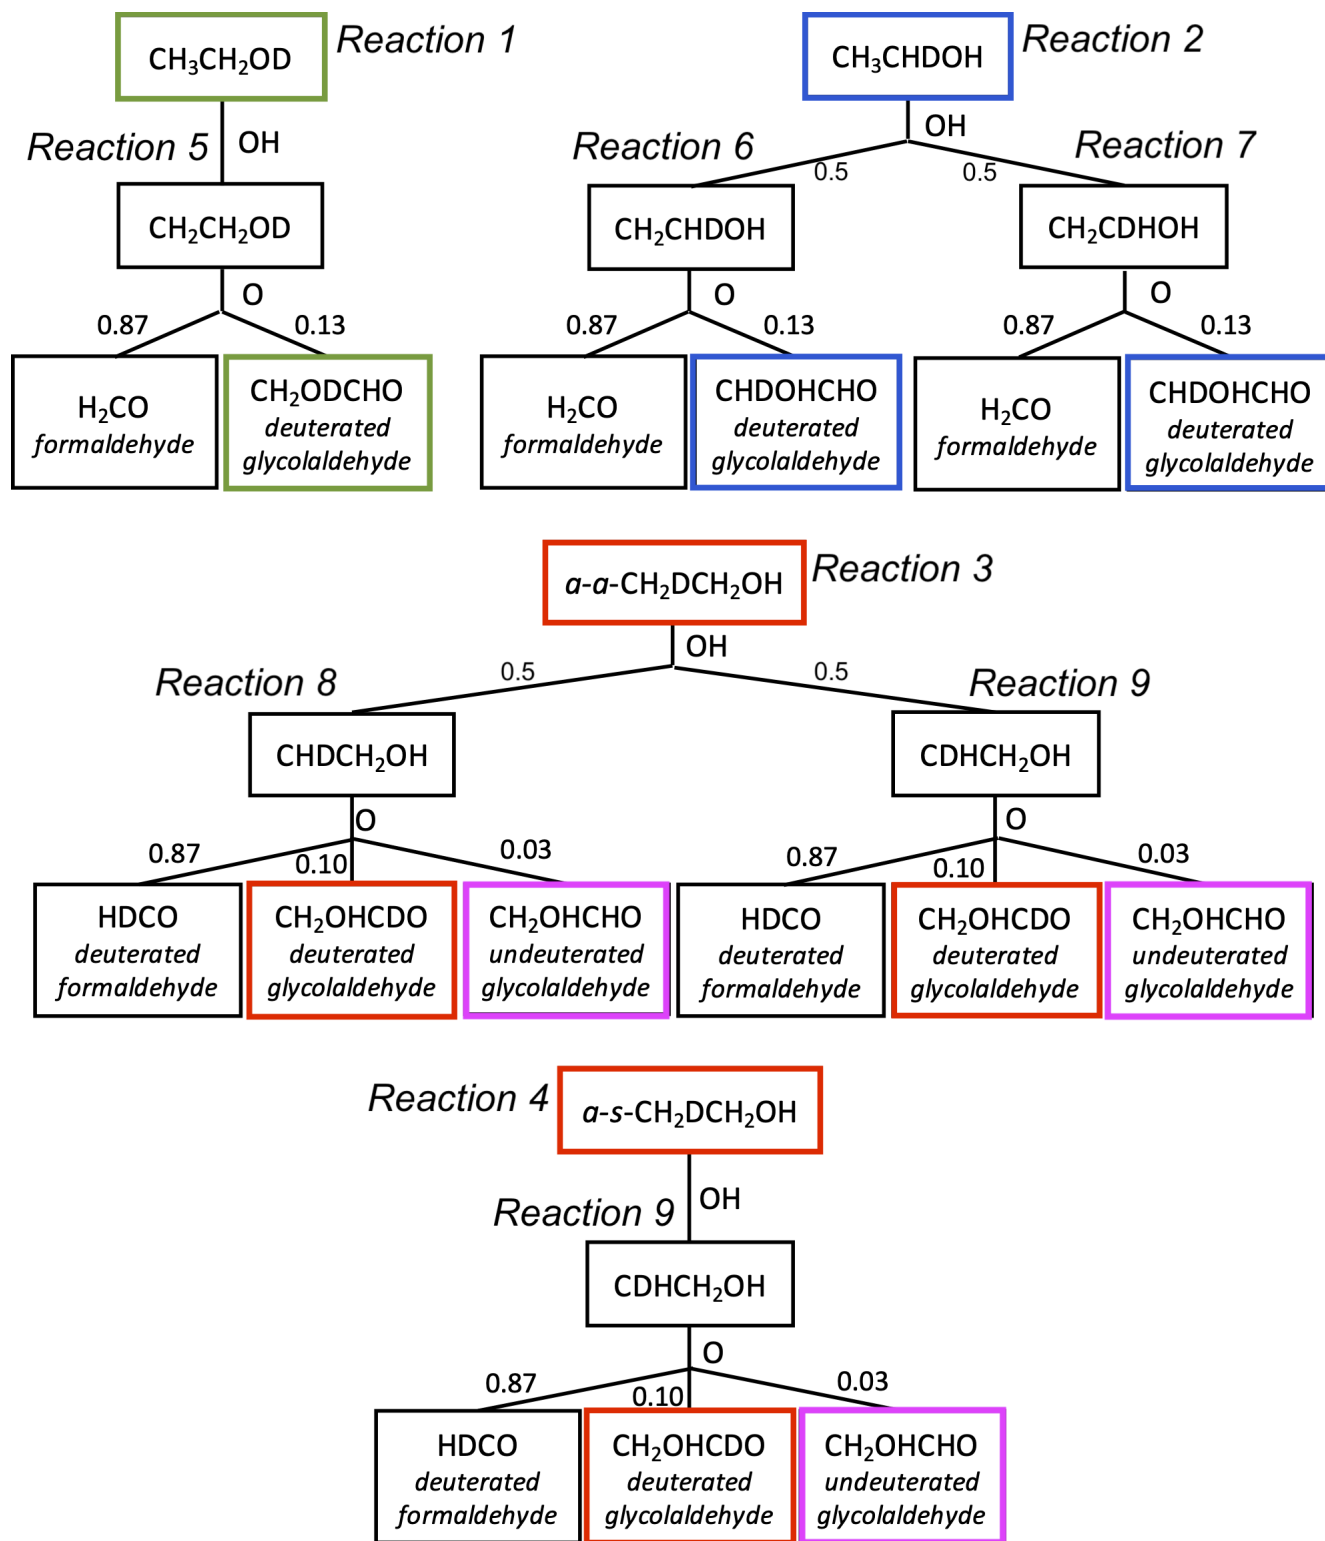 CH₃CH₂OD
Reaction 1
CH₃CHDOH
Reaction 2
Reaction 5
OH
Reaction 6
OH
Reaction 7
0.5
0.5
CH₂CH₂OD
CH₂CHDOH
CH₂CDHOH
O
O
O
0.87
0.13
0.87
0.13
0.87
0.13
H₂CO
formaldehyde
CH₂ODCHO
deuterated
glycolaldehyde
H₂CO
formaldehyde
CHDOHCHO
deuterated
glycolaldehyde
H₂CO
formaldehyde
CHDOHCHO
deuterated
glycolaldehyde
a-a-CH₂DCH₂OH
Reaction 3
OH
Reaction 8
0.5
0.5
Reaction 9
CHDCH₂OH
CDHCH₂OH
O
O
0.87
0.10
0.03
0.87
0.10
0.03
HDCO
deuterated
formaldehyde
CH₂OHCDO
deuterated
glycolaldehyde
CH₂OHCHO
undeuterated
glycolaldehyde
HDCO
deuterated
formaldehyde
CH₂OHCDO
deuterated
glycolaldehyde
CH₂OHCHO
undeuterated
glycolaldehyde
Reaction 4
a-s-CH₂DCH₂OH
OH
Reaction 9
CDHCH₂OH
O
0.87
0.10
0.03
HDCO
deuterated
formaldehyde
CH₂OHCDO
deuterated
glycolaldehyde
CH₂OHCHO
undeuterated
glycolaldehyde